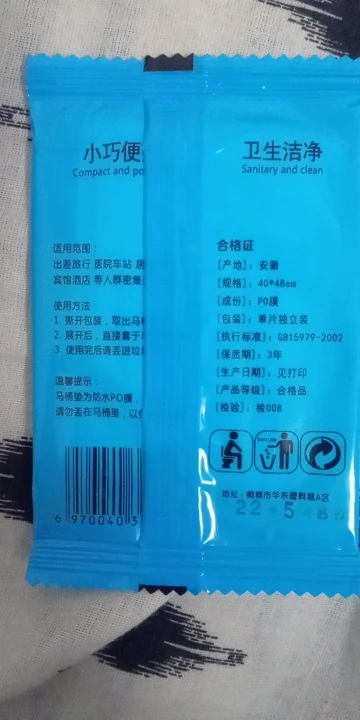 小巧便
Compact and po
适用范围：
出差旅行 医院车站 居
宾馆酒店 等人群密集
使用方法：
1. 撕开包装，取出马桶
2. 展开后，直接套于
3. 使用完后请丢进垃圾
温馨提示：
马桶垫为防水PO膜，
请勿丢在马桶里，以
6 970040 3
卫生洁净
Sanitary and clean
合格证
[产地]：安徽
[规格]：40*48cm
[成份]：PO膜
[包装]：单片独立装
[执行标准]：GB15979-2002
[保质期]：3年
[生产日期]：见打印
[产品等级]：合格品
[检验]：检008
地址：桐城市华东塑料城A区
22 5